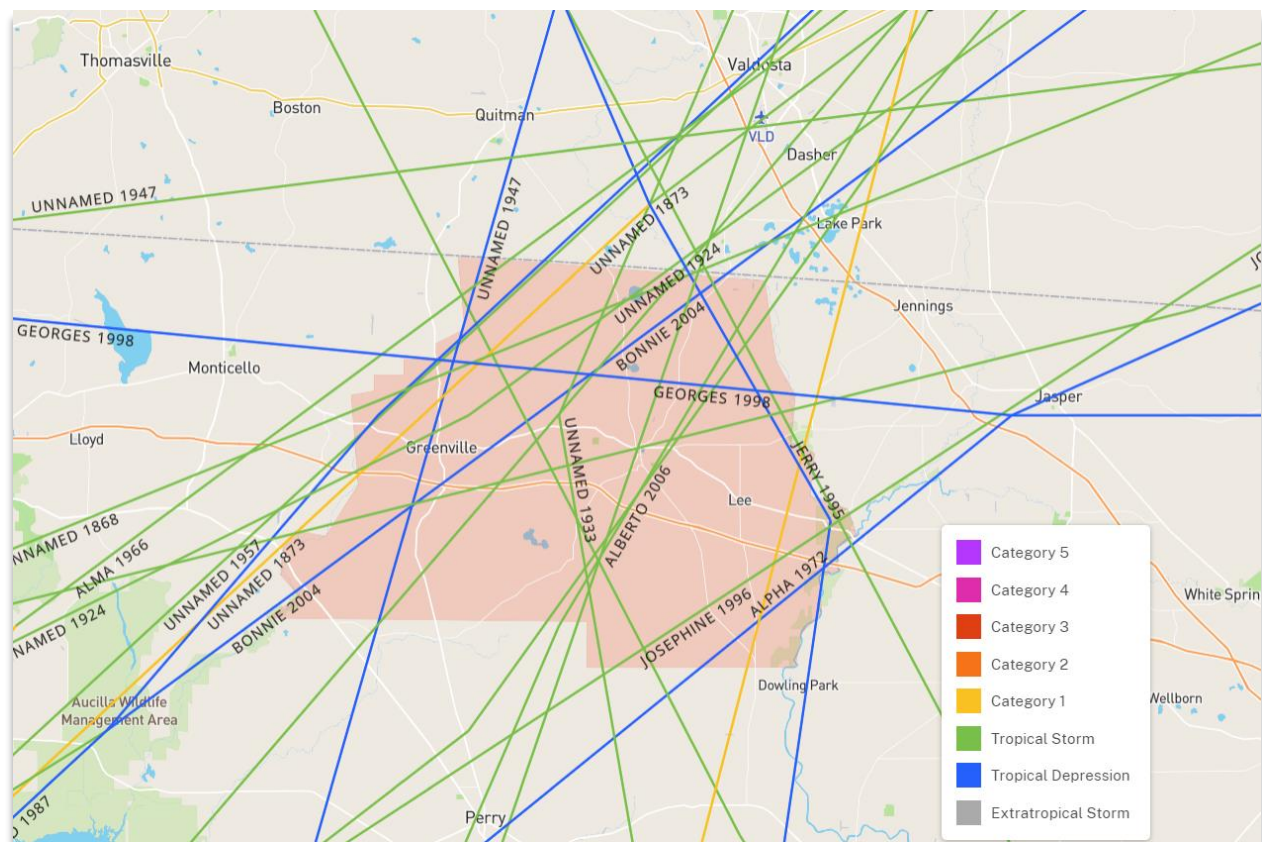 Thomasville
Boston
Quitman
Valdosta
VLD
Dasher
UNNAMED 1947
UNNAMED 1947
UNNAMED 1873
Lake Park
UNNAMED 1924
Jennings
GEORGES 1998
BONNIE 2004
Monticello
GEORGES 1998
Jasper
Lloyd
Greenville
UNNAMED 1933
JERRY 1995
Lee
ALBERTO 2006
NNAMED 1868
ALMA 1966
UNNAMED 1957
UNNAMED 1873
BONNIE 2004
NAMED 1924
JOSEPHINE 1996
ALPHA 1972
White Sprin
Dowling Park
Wellborn
Aucilla Wildlife
Management Area
D 1987
Perry
Category 5
Category 4
Category 3
Category 2
Category 1
Tropical Storm
Tropical Depression
Extratropical Storm